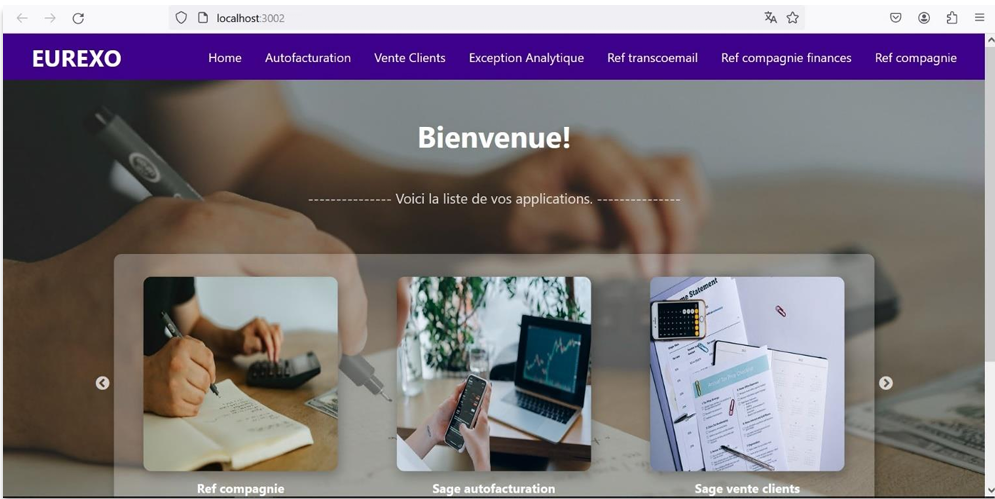 localhost:3002
EUREXO Home Autofacturation Vente Clients Exception Analytique Ref transcoemail Ref compagnie finances Ref compagnie
Bienvenue!
--------------- Voici la liste de vos applications. ---------------
Ref compagnie Sage autofacturation Sage vente clients